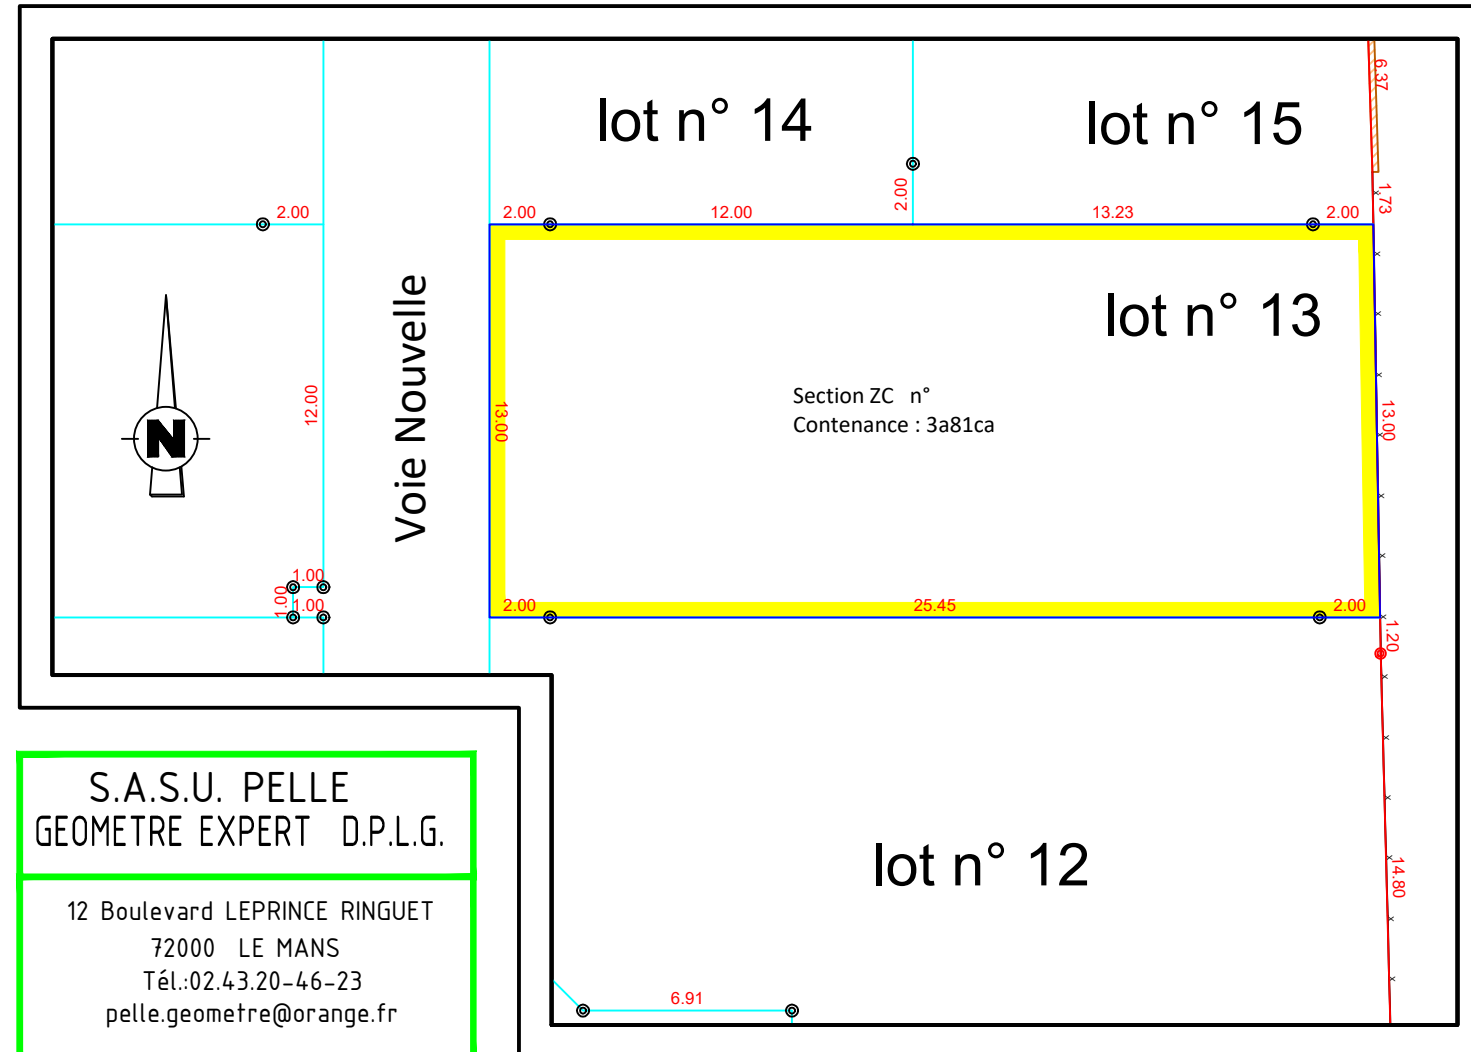 6.37
lot n° 14
lot n° 15
2.00
1.73
2.00
2.00
12.00
13.23
2.00
lot n° 13
Voie Nouvelle
12.00
13.00
Section ZC n°
Contenance : 3a81ca
13.00
N
1.00
1.00
1.00
2.00
25.45
2.00
1.20
lot n° 12
14.80
6.91
S.A.S.U. PELLE
GEOMETRE EXPERT D.P.L.G.
12 Boulevard LEPRINCE RINGUET
72000 LE MANS
Tél.:02.43.20-46-23
pelle.geometre@orange.fr